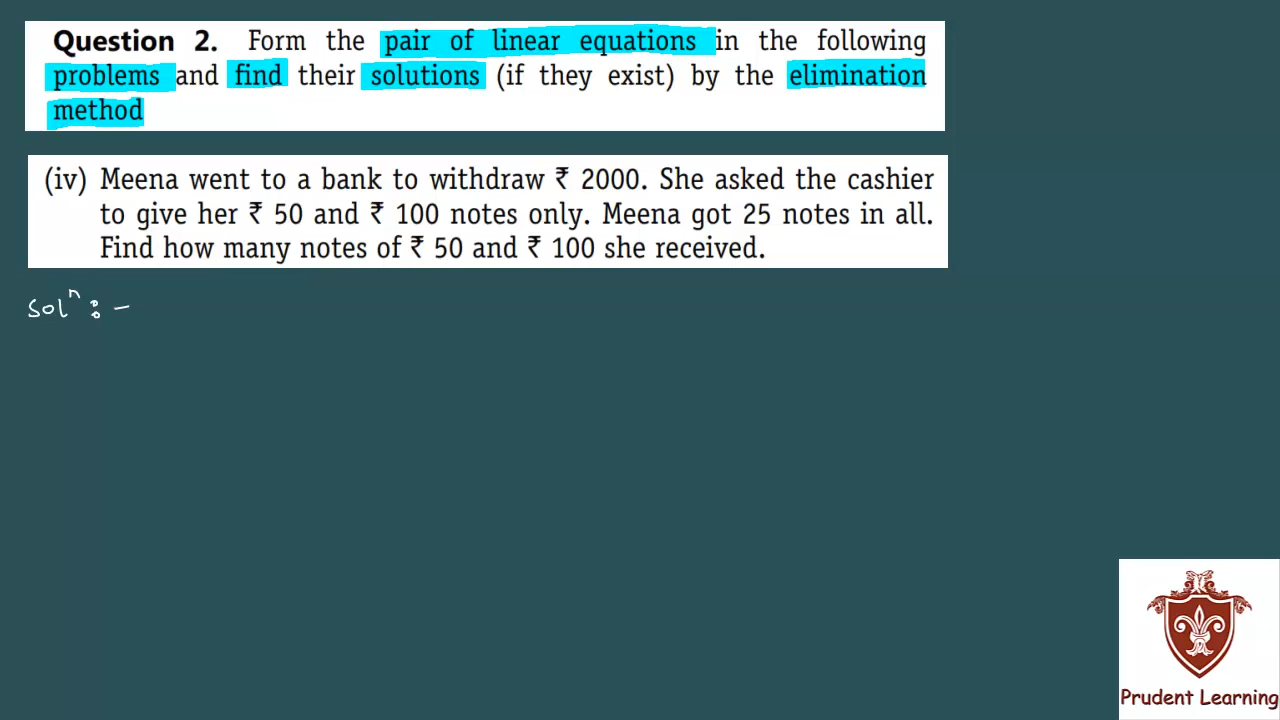 Question 2. Form the pair of linear equations in the following
problems and find their solutions (if they exist) by the elimination
method
(iv) Meena went to a bank to withdraw ₹ 2000. She asked the cashier
to give her ₹ 50 and ₹ 100 notes only. Meena got 25 notes in all.
Find how many notes of ₹ 50 and ₹ 100 she received.
Solⁿ : -
Prudent Learning